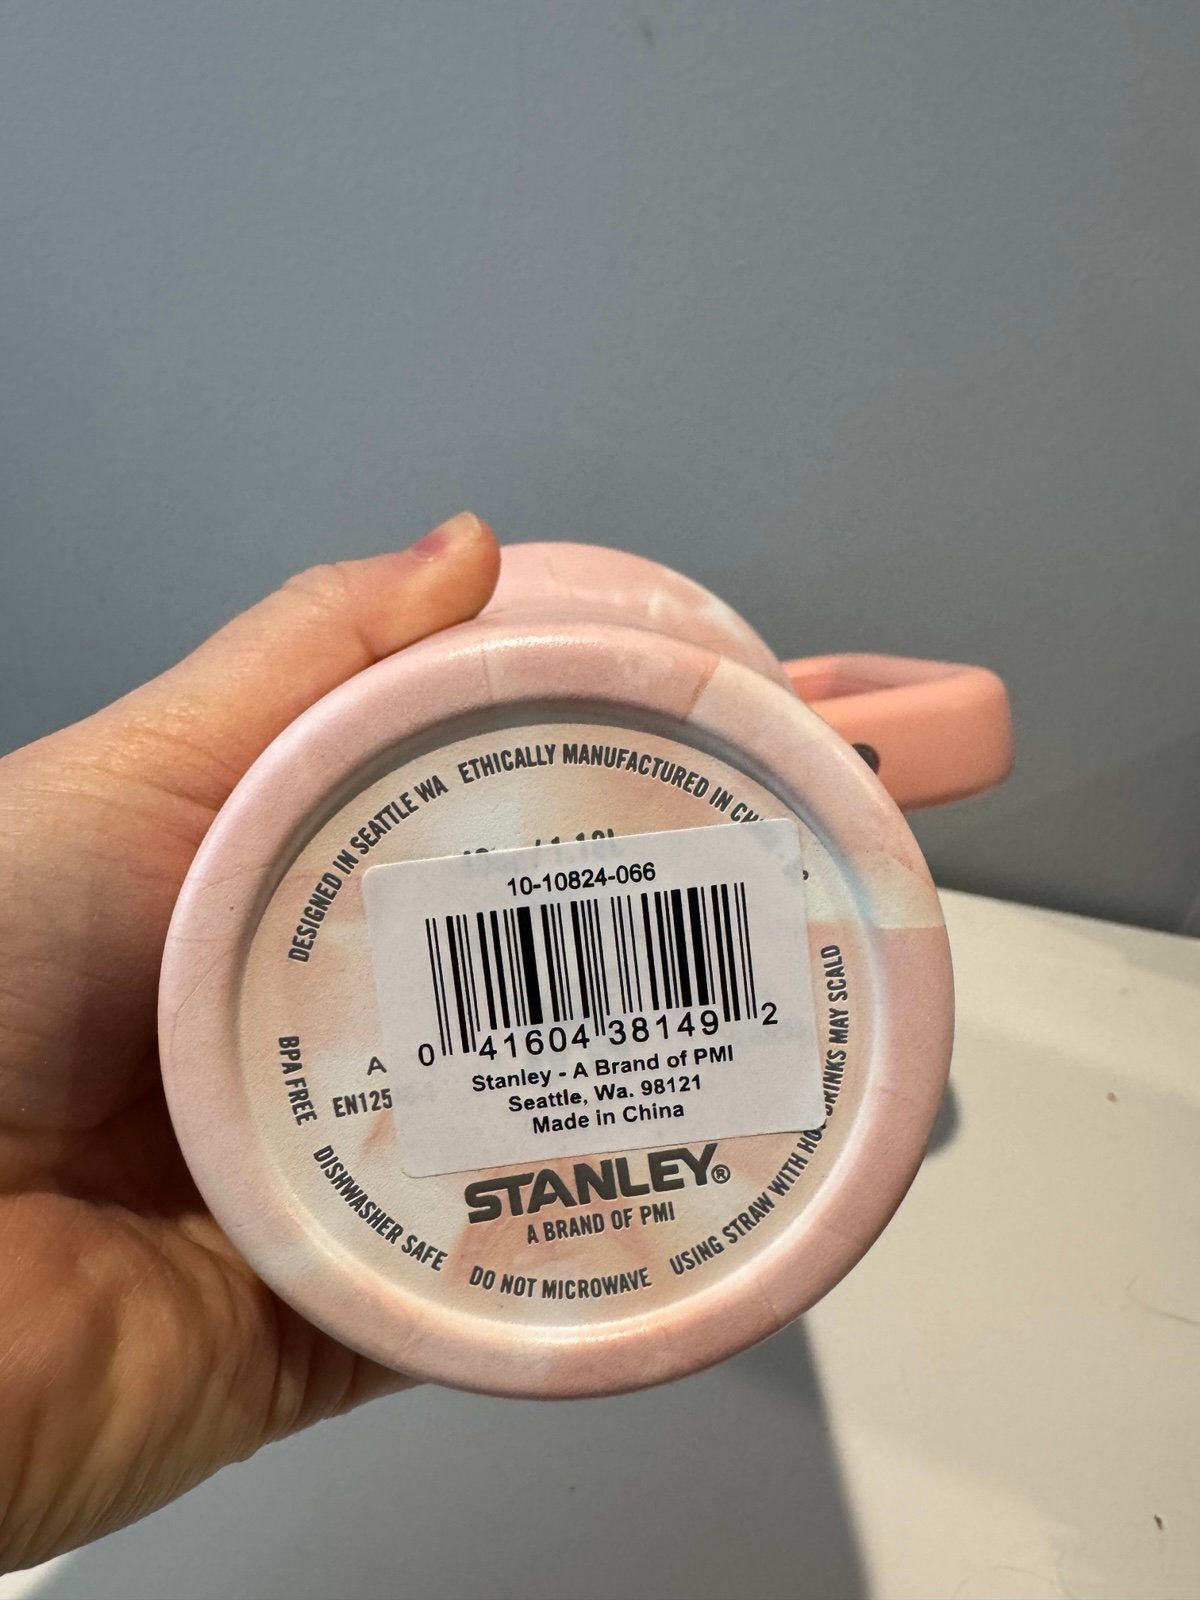 DESIGNED IN SEATTLE WA
ETHICALLY MANUFACTURED IN
10-10824-066
0 41604 38149 2
Stanley - A Brand of PMI
Seattle, Wa. 98121
Made in China
A
EN125
STANLEY®
A BRAND OF PMI
BPA FREE
DISHWASHER SAFE
DO NOT MICROWAVE
USING STRAW WITH HOT DRINKS MAY SCALD